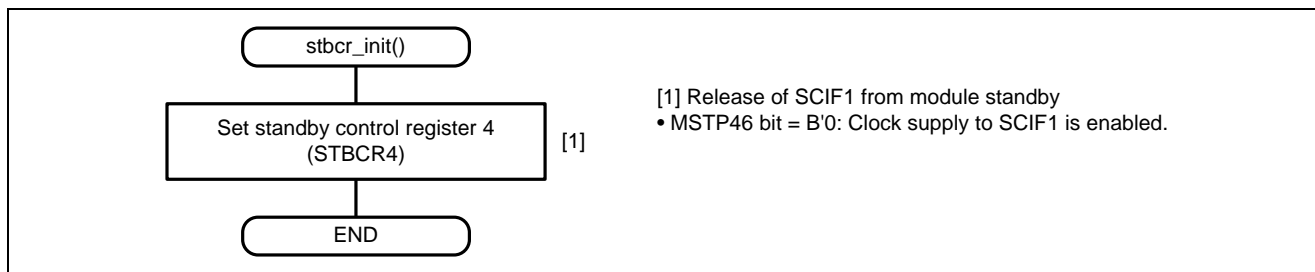 stbcr_init()
Set standby control register 4
(STBCR4)
[1]
END
[1] Release of SCIF1 from module standby
• MSTP46 bit = B'0: Clock supply to SCIF1 is enabled.